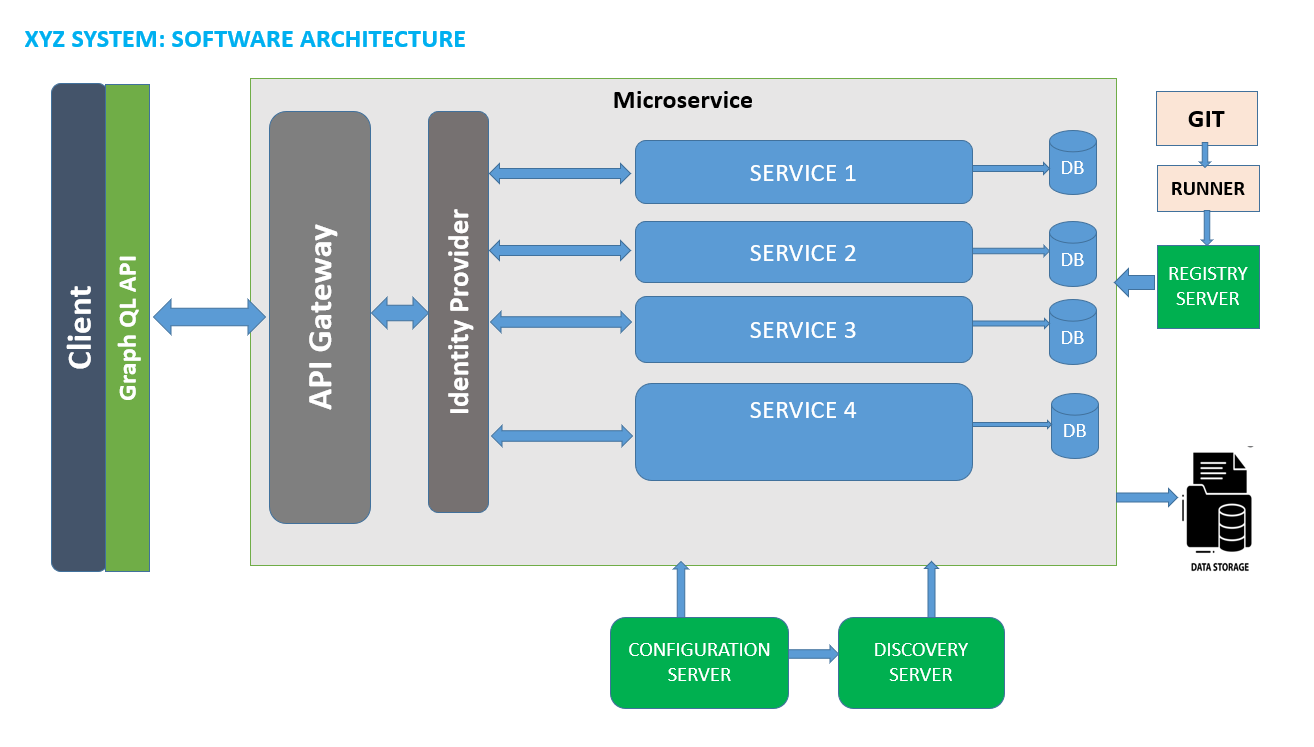 XYZ SYSTEM: SOFTWARE ARCHITECTURE
Client
Graph QL API
Microservice
API Gateway
Identity Provider
SERVICE 1
DB
SERVICE 2
DB
SERVICE 3
DB
SERVICE 4
DB
GIT
RUNNER
REGISTRY
SERVER
DATA STORAGE
CONFIGURATION
SERVER
DISCOVERY
SERVER